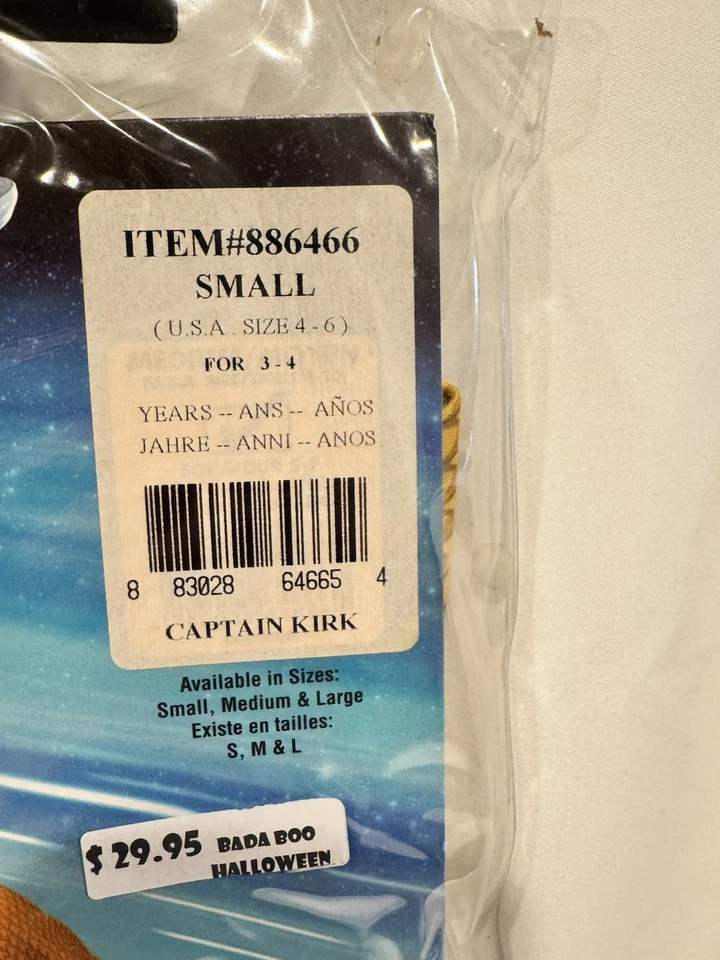 ITEM#886466
SMALL
( U.S.A . SIZE 4 - 6 )
FOR 3 - 4
YEARS -- ANS -- AÑOS
JAHRE -- ANNI -- ANOS
8 83028 64665 4
CAPTAIN KIRK
Available in Sizes:
Small, Medium & Large
Existe en tailles:
S, M & L
$ 29.95 BADA BOO
HALLOWEEN